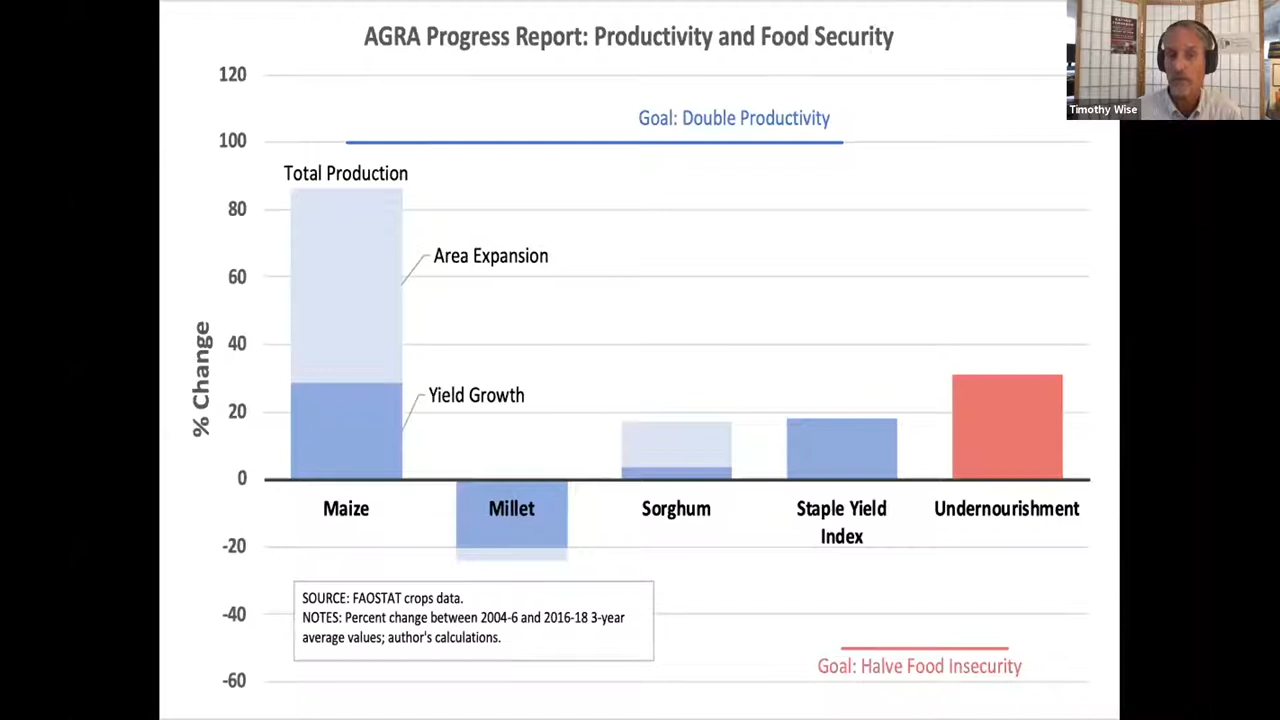 AGRA Progress Report: Productivity and Food Security
Timothy Wise
120
100
80
60
40
20
0
-20
-40
-60
% Change
Goal: Double Productivity
Total Production
Area Expansion
Yield Growth
Maize
Millet
Sorghum
Staple Yield
Index
Undernourishment
SOURCE: FAOSTAT crops data.
NOTES: Percent change between 2004-6 and 2016-18 3-year
average values; author's calculations.
Goal: Halve Food Insecurity